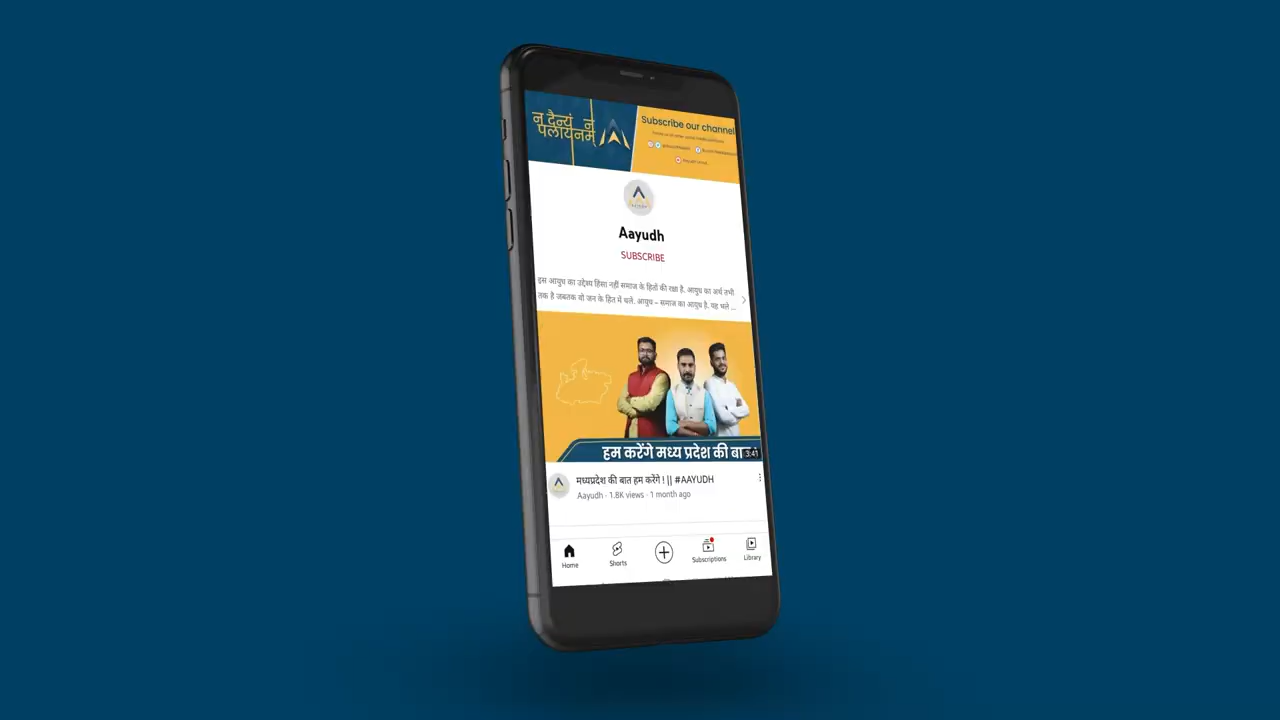 न दैन्यं न
पलायनम्
Subscribe our channel
Aayudh
SUBSCRIBE
इस आयुध का उद्देश्य हिंसा नहीं समाज के हितों की रक्षा है. आयुध का अर्थ तभी
तक है जबतक वो जन के हित में चले. आयुध – समाज का आयुध है. यह भले ...
हम करेंगे मध्य प्रदेश की बात
3:41
मध्यप्रदेश की बात हम करेंगे ! || #AAYUDH
Aayudh · 1.8K views · 1 month ago
Home
Shorts
Subscriptions
Library